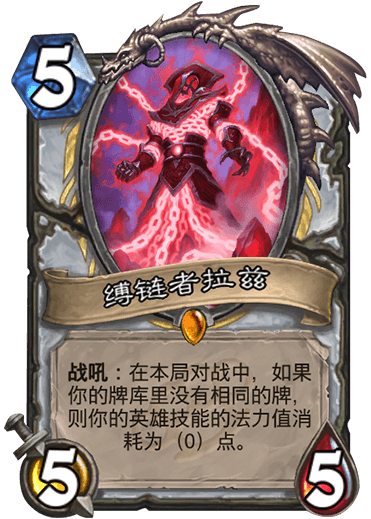 5
缚链者拉兹
战吼：在本局对战中，如果
你的牌库里没有相同的牌，
则你的英雄技能的法力值消
耗为（0）点。
5
5